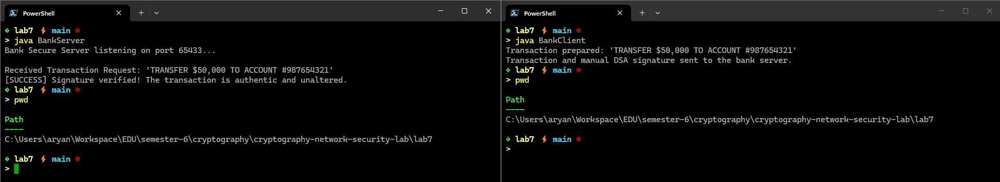 PowerShell
lab7 main
> java BankServer
Bank Secure Server listening on port 65433...
Received Transaction Request: 'TRANSFER $50,000 TO ACCOUNT #987654321'
[SUCCESS] Signature verified! The transaction is authentic and unaltered.
lab7 main
> pwd
Path
----
C:\Users\aryan\Workspace\EDU\semester-6\cryptography\cryptography-network-security-lab\lab7
lab7 main
>
PowerShell
lab7 main
> java BankClient
Transaction prepared: 'TRANSFER $50,000 TO ACCOUNT #987654321'
Transaction and manual DSA signature sent to the bank server.
lab7 main
> pwd
Path
----
C:\Users\aryan\Workspace\EDU\semester-6\cryptography\cryptography-network-security-lab\lab7
lab7 main
>